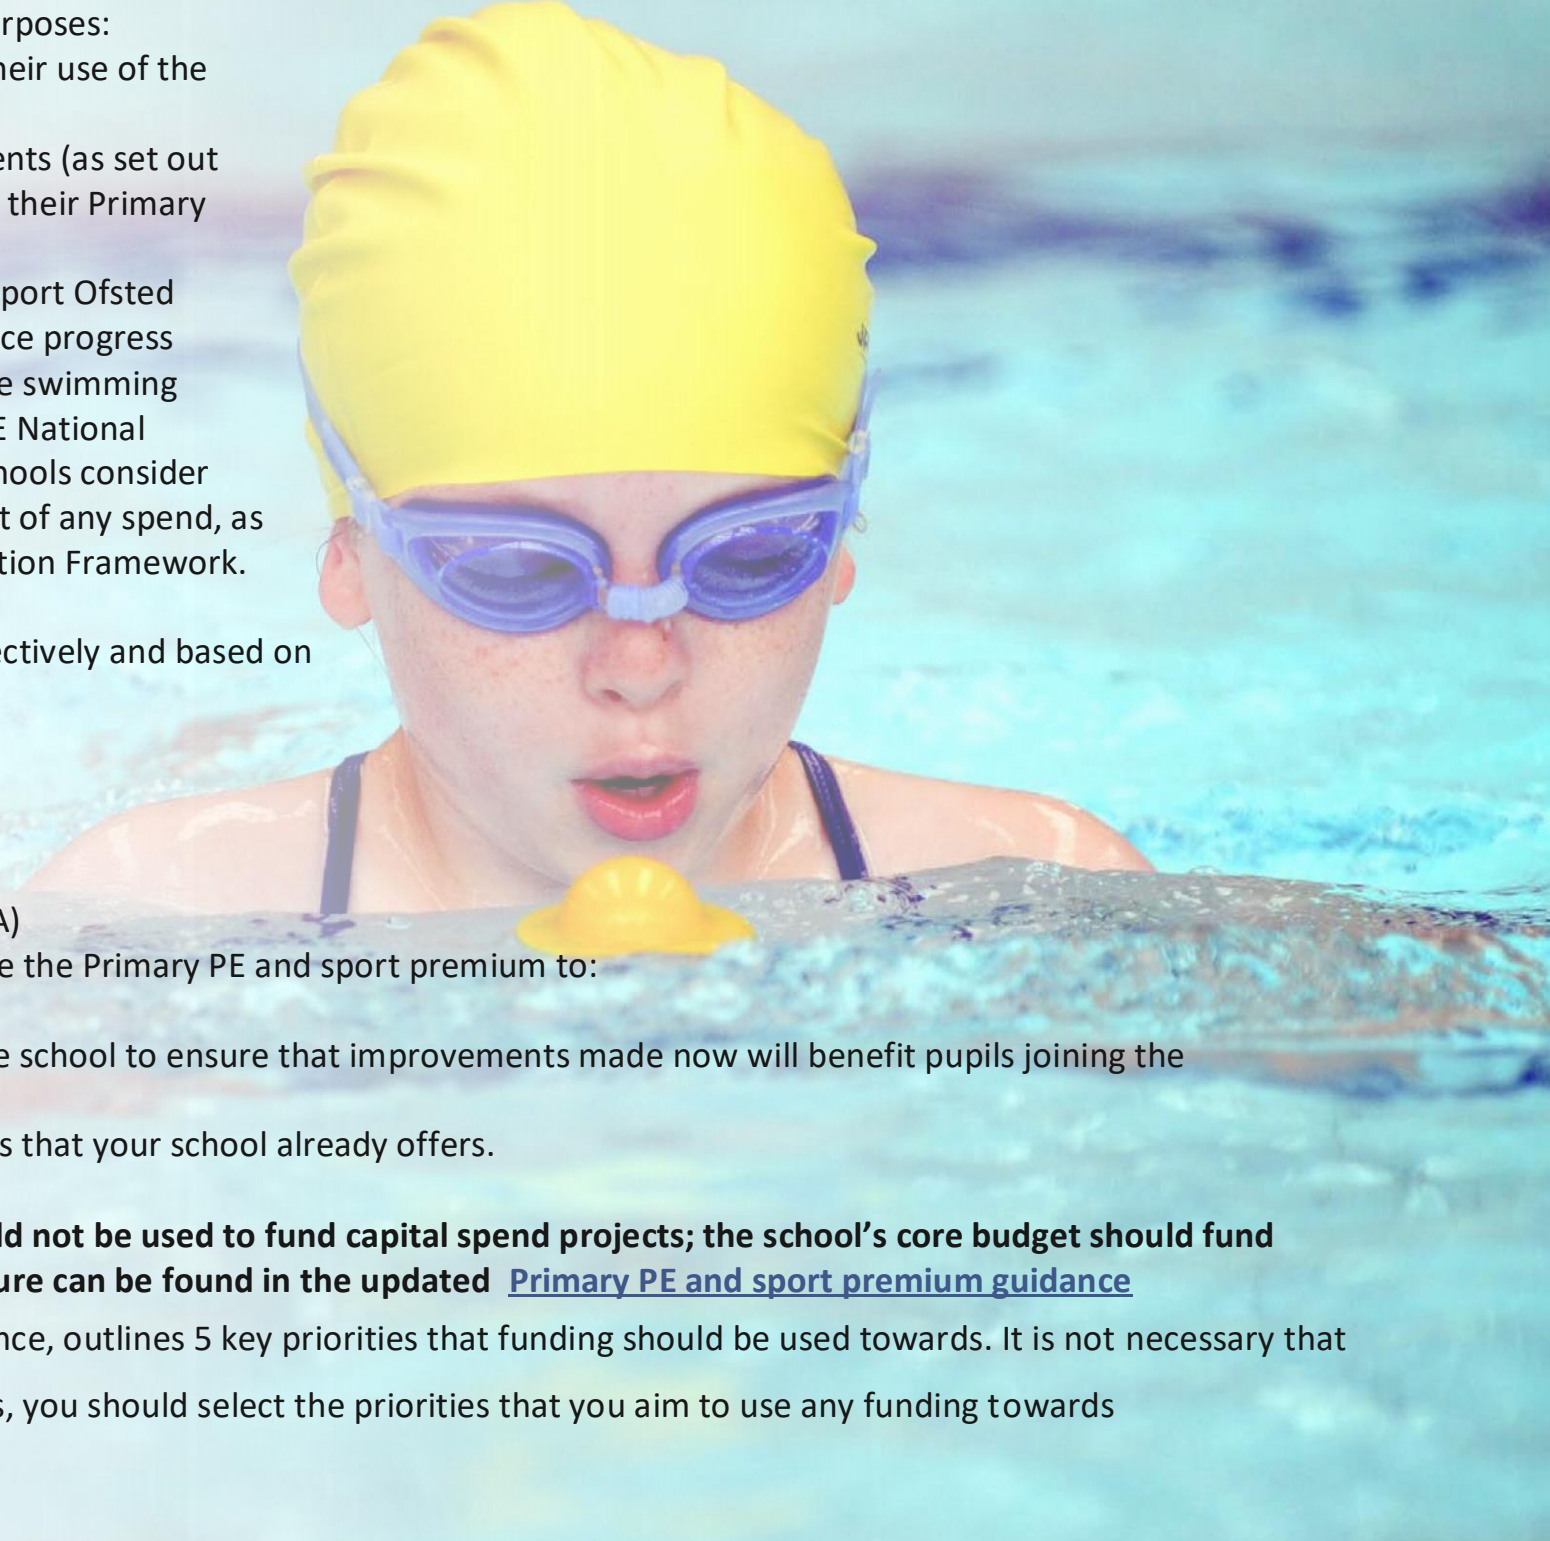 rposes:
heir use of the
ents (as set out
their Primary
port Ofsted
ce progress
e swimming
E National
hools consider
t of any spend, as
tion Framework.
ectively and based on
A)
e the Primary PE and sport premium to:
e school to ensure that improvements made now will benefit pupils joining the
s that your school already offers.
ld not be used to fund capital spend projects; the school’s core budget should fund
ure can be found in the updated Primary PE and sport premium guidance
nce, outlines 5 key priorities that funding should be used towards. It is not necessary that
s, you should select the priorities that you aim to use any funding towards